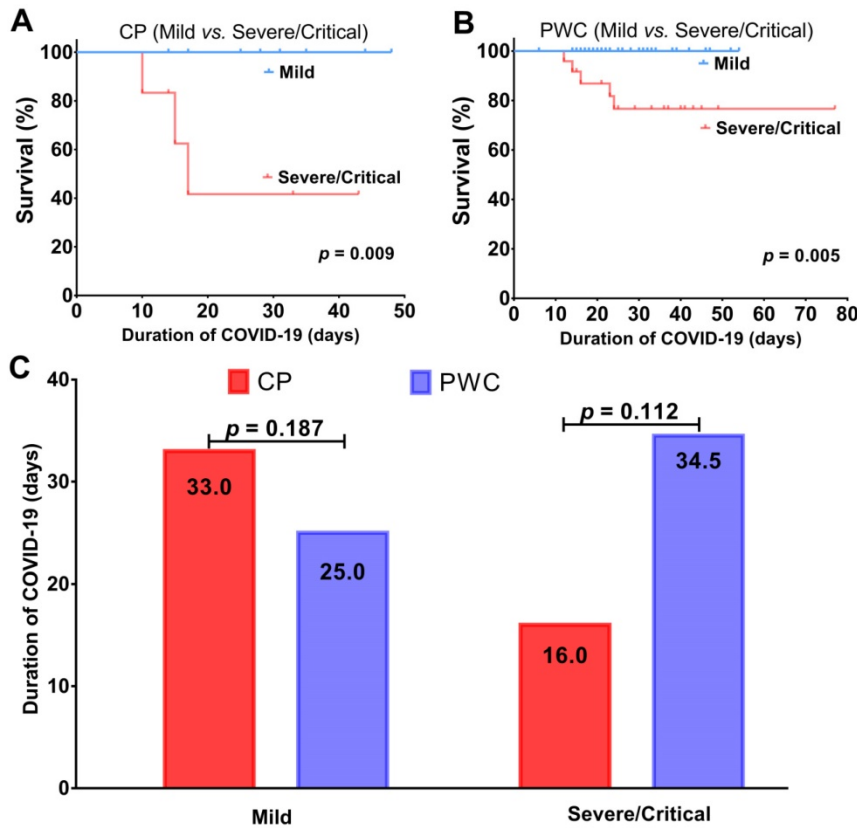 A
CP (Mild vs. Severe/Critical)
100
80
60
40
20
0
Survival (%)
Mild
Severe/Critical
p = 0.009
0 10 20 30 40 50
Duration of COVID-19 (days)
B
PWC (Mild vs. Severe/Critical)
100
80
60
40
20
0
Survival (%)
Mild
Severe/Critical
p = 0.005
0 10 20 30 40 50 60 70 80
Duration of COVID-19 (days)
C
CP
PWC
40
30
20
10
0
Duration of COVID-19 (days)
p = 0.187
p = 0.112
33.0
25.0
16.0
34.5
Mild
Severe/Critical